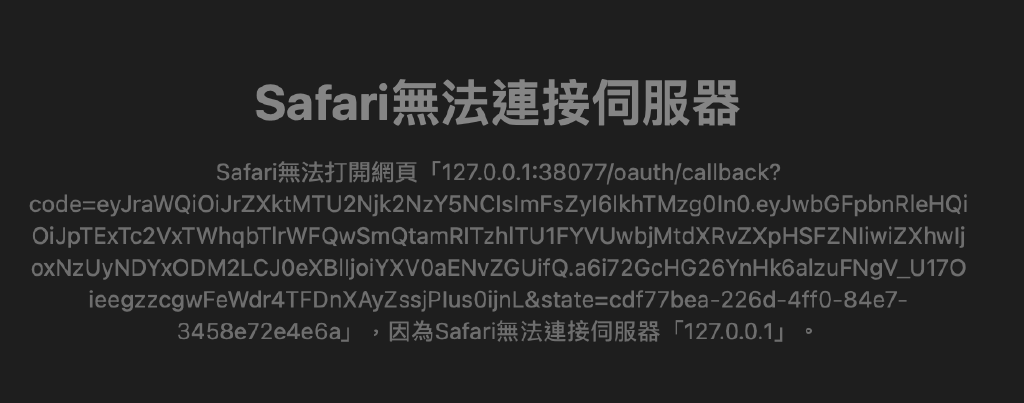 Safari無法連接伺服器
Safari無法打開網頁「127.0.0.1:38077/oauth/callback?
code=eyJraWQiOiJrZXktMTU2Njk2NzY5NCIsImFsZyI6IkhTMzg0In0.eyJwbGFpbnRleHQi
OiJpTExTc2VxTWhqbTlrWFQwSmQtamRITzhlTU1FYVUwbjMtdXRvZXpHSFZNIiwiZXhwIj
oxNzUyNDYxODM2LCJ0eXBlIjoiYXV0aENvZGUifQ.a6i72GcHG26YnHk6alzuFNgV_U17O
ieegzzcgwFeWdr4TFDnXAyZssjPIus0ijnL&state=cdf77bea-226d-4ff0-84e7-
3458e72e4e6a」，因為Safari無法連接伺服器「127.0.0.1」。